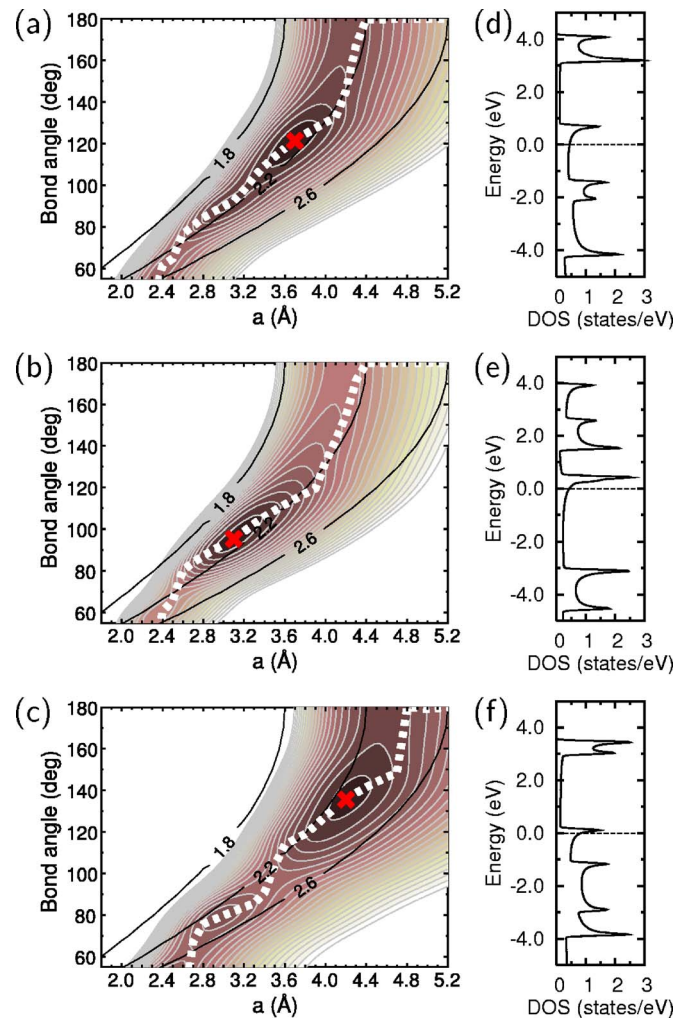 (a)
180
160
140
120
100
80
60
Bond angle (deg)
1.8
2.2
2.6
2.0 2.4 2.8 3.2 3.6 4.0 4.4 4.8 5.2
a (Å)
(d)
4.0
2.0
0.0
-2.0
-4.0
Energy (eV)
0 1 2 3
DOS (states/eV)
(b)
180
160
140
120
100
80
60
Bond angle (deg)
1.8
2.2
2.6
2.0 2.4 2.8 3.2 3.6 4.0 4.4 4.8 5.2
a (Å)
(e)
4.0
2.0
0.0
-2.0
-4.0
Energy (eV)
0 1 2 3
DOS (states/eV)
(c)
180
160
140
120
100
80
60
Bond angle (deg)
1.8
2.2
2.6
2.0 2.4 2.8 3.2 3.6 4.0 4.4 4.8 5.2
a (Å)
(f)
4.0
2.0
0.0
-2.0
-4.0
Energy (eV)
0 1 2 3
DOS (states/eV)